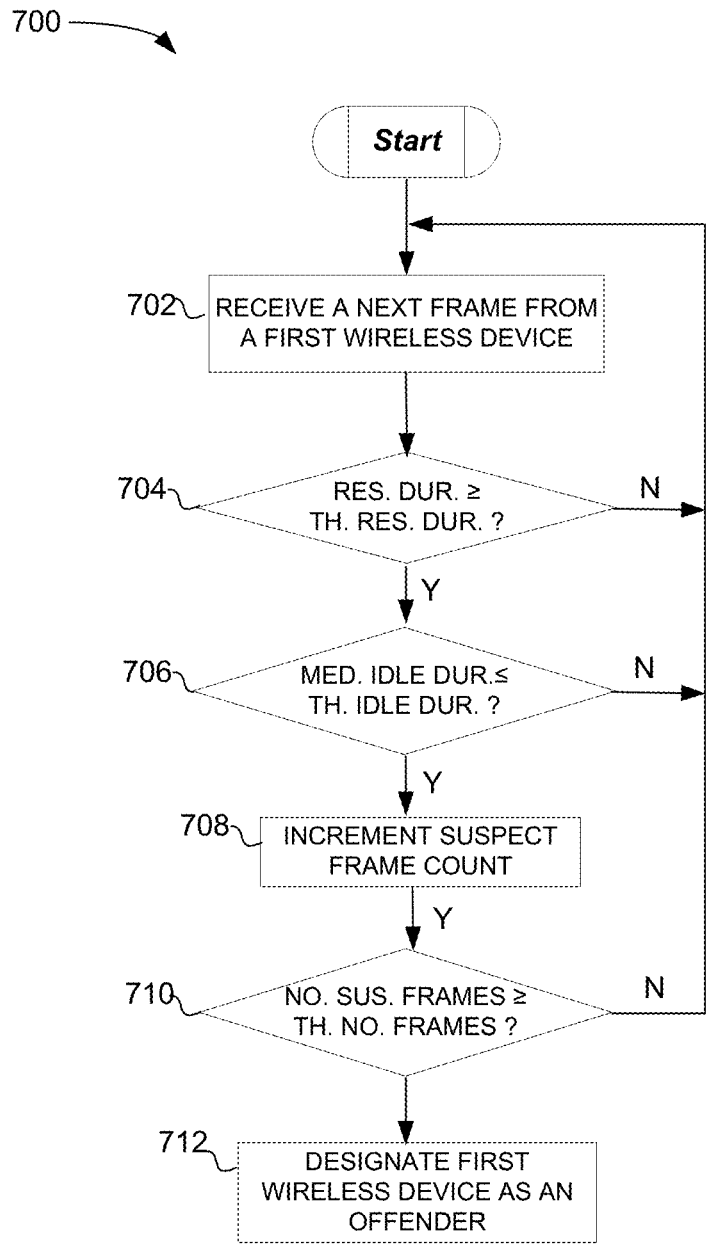 700
Start
702
RECEIVE A NEXT FRAME FROM
A FIRST WIRELESS DEVICE
704
RES. DUR. ≥
TH. RES. DUR. ?
N
Y
706
MED. IDLE DUR.≤
TH. IDLE DUR. ?
N
Y
708
INCREMENT SUSPECT
FRAME COUNT
Y
710
NO. SUS. FRAMES ≥
TH. NO. FRAMES ?
N
712
DESIGNATE FIRST
WIRELESS DEVICE AS AN
OFFENDER